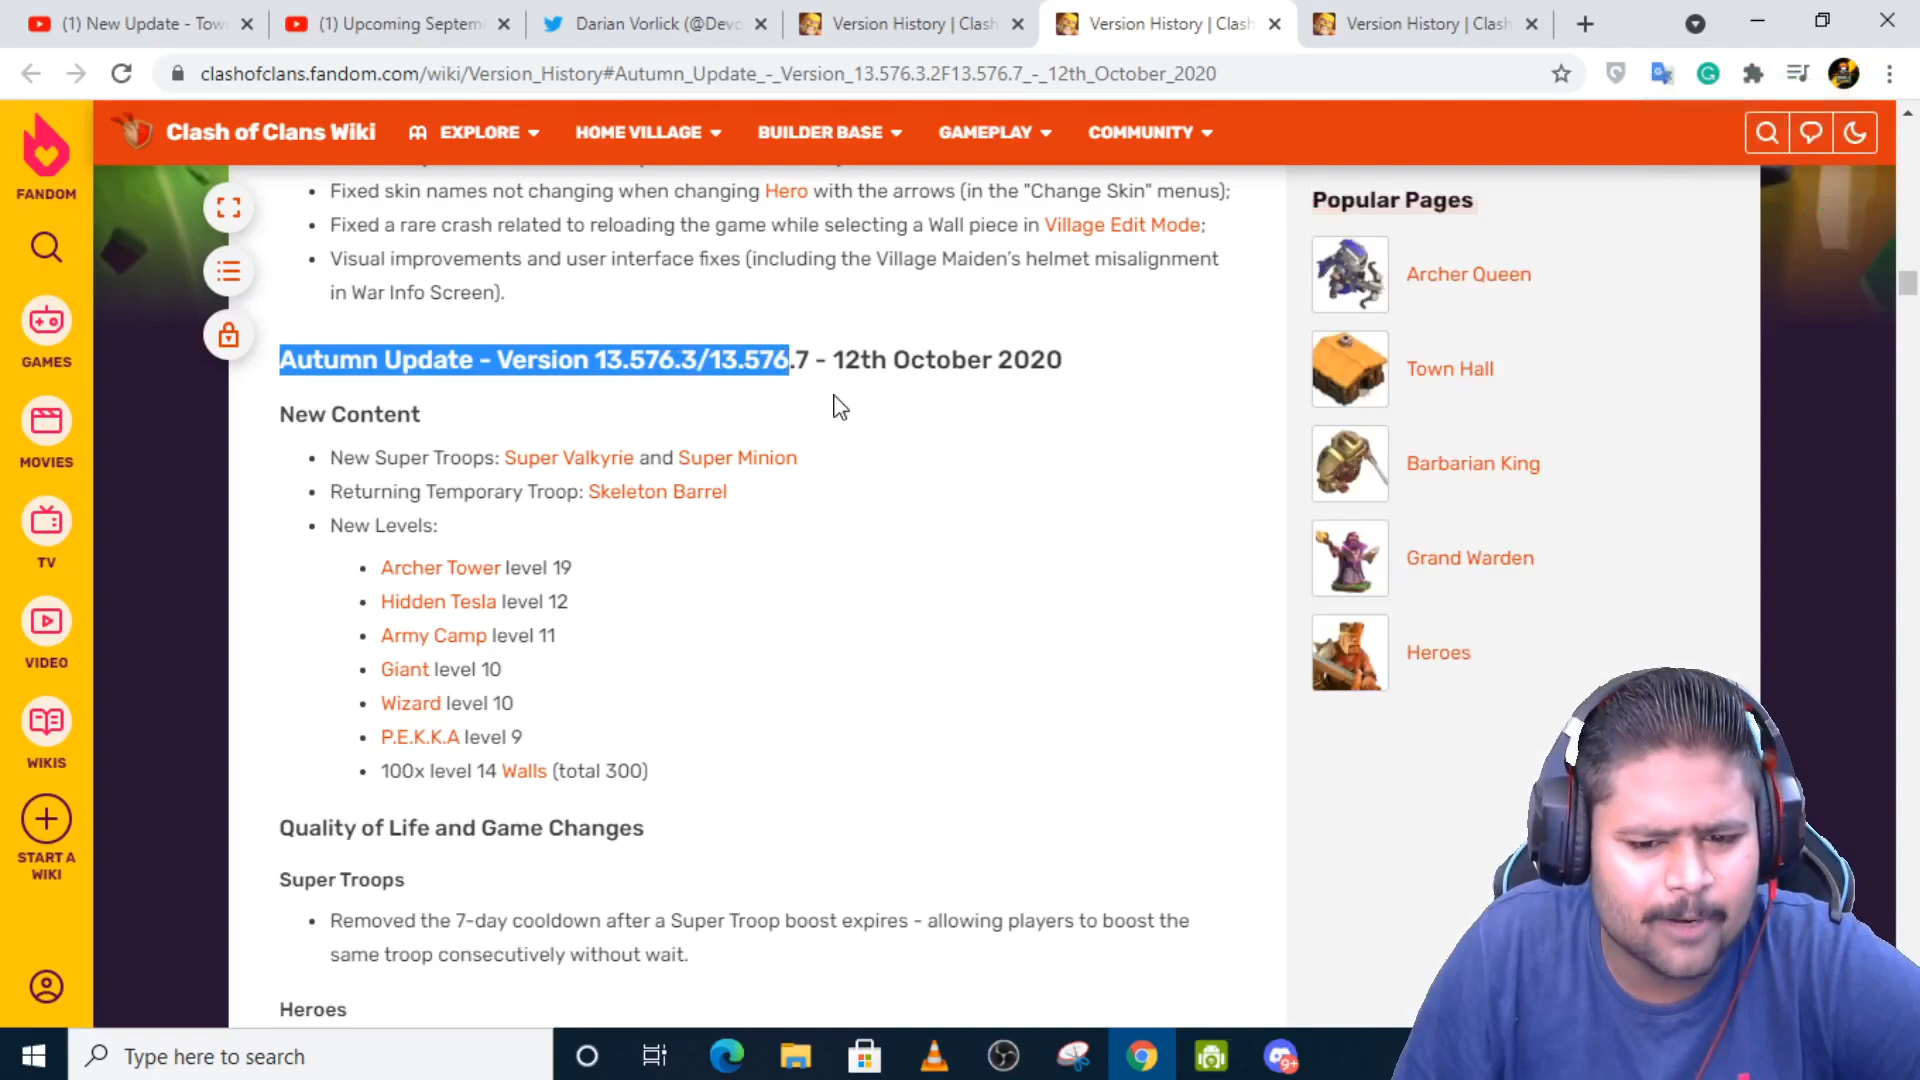 (1) New Update - Tow
(1) Upcoming Septem
Darian Vorlick (@Devo
Version History | Clash
Version History | Clash
Version History | Clash
clashofclans.fandom.com/wiki/Version_History#Autumn_Update_-_Version_13.576.3.2F13.576.7_-_12th_October_2020
FANDOM
GAMES
MOVIES
TV
VIDEO
WIKIS
START A
WIKI
Clash of Clans Wiki
EXPLORE
HOME VILLAGE
BUILDER BASE
GAMEPLAY
COMMUNITY
• Fixed skin names not changing when changing Hero with the arrows (in the "Change Skin" menus);
• Fixed a rare crash related to reloading the game while selecting a Wall piece in Village Edit Mode;
• Visual improvements and user interface fixes (including the Village Maiden's helmet misalignment
in War Info Screen).
Autumn Update - Version 13.576.3/13.576.7 - 12th October 2020
New Content
• New Super Troops: Super Valkyrie and Super Minion
• Returning Temporary Troop: Skeleton Barrel
• New Levels:
• Archer Tower level 19
• Hidden Tesla level 12
• Army Camp level 11
• Giant level 10
• Wizard level 10
• P.E.K.K.A level 9
• 100x level 14 Walls (total 300)
Quality of Life and Game Changes
Super Troops
• Removed the 7-day cooldown after a Super Troop boost expires - allowing players to boost the
same troop consecutively without wait.
Heroes
Popular Pages
Archer Queen
Town Hall
Barbarian King
Grand Warden
Heroes
Type here to search
9+